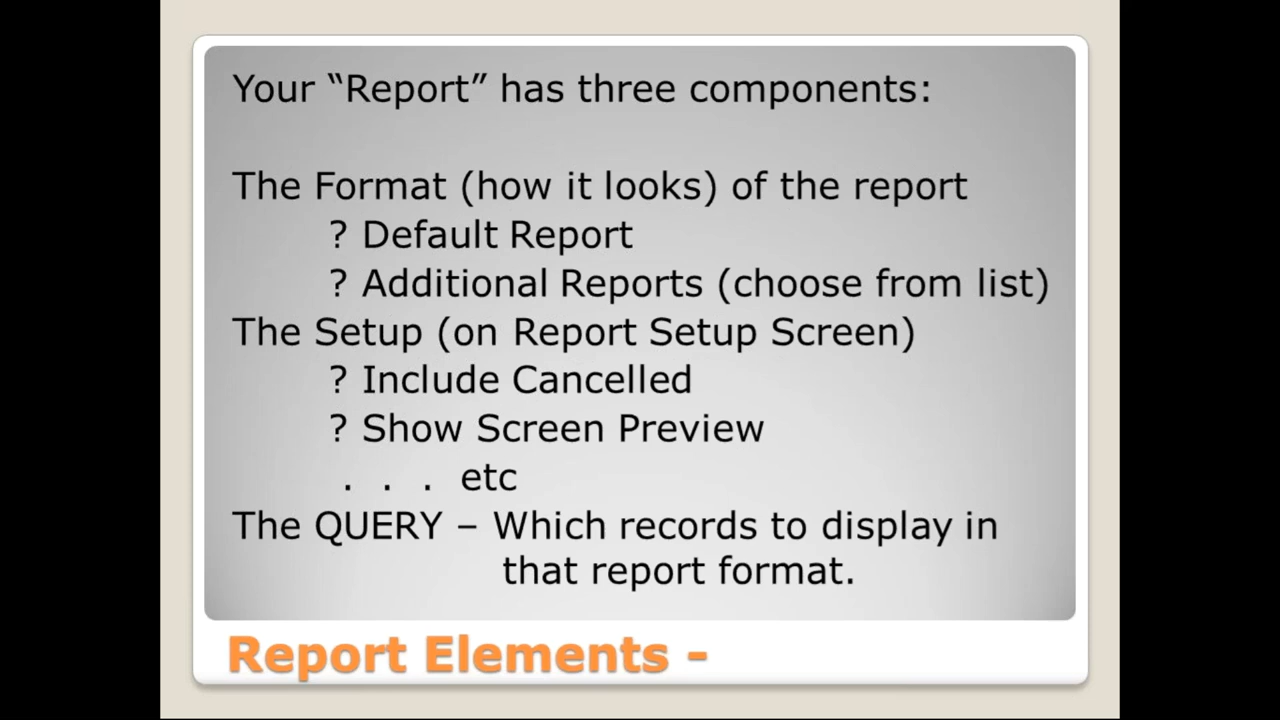 Your “Report” has three components:
The Format (how it looks) of the report
? Default Report
? Additional Reports (choose from list)
The Setup (on Report Setup Screen)
? Include Cancelled
? Show Screen Preview
. . . etc
The QUERY – Which records to display in
that report format.
Report Elements -